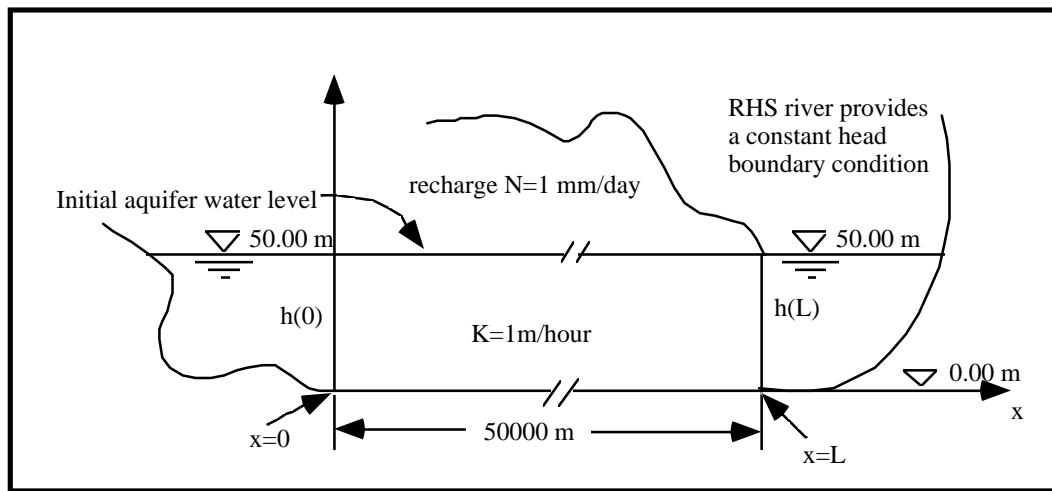 RHS river provides
a constant head
boundary condition
recharge N=1 mm/day
Initial aquifer water level
50.00 m
50.00 m
h(0)
h(L)
K=1m/hour
0.00 m
x
50000 m
x=0
x=L